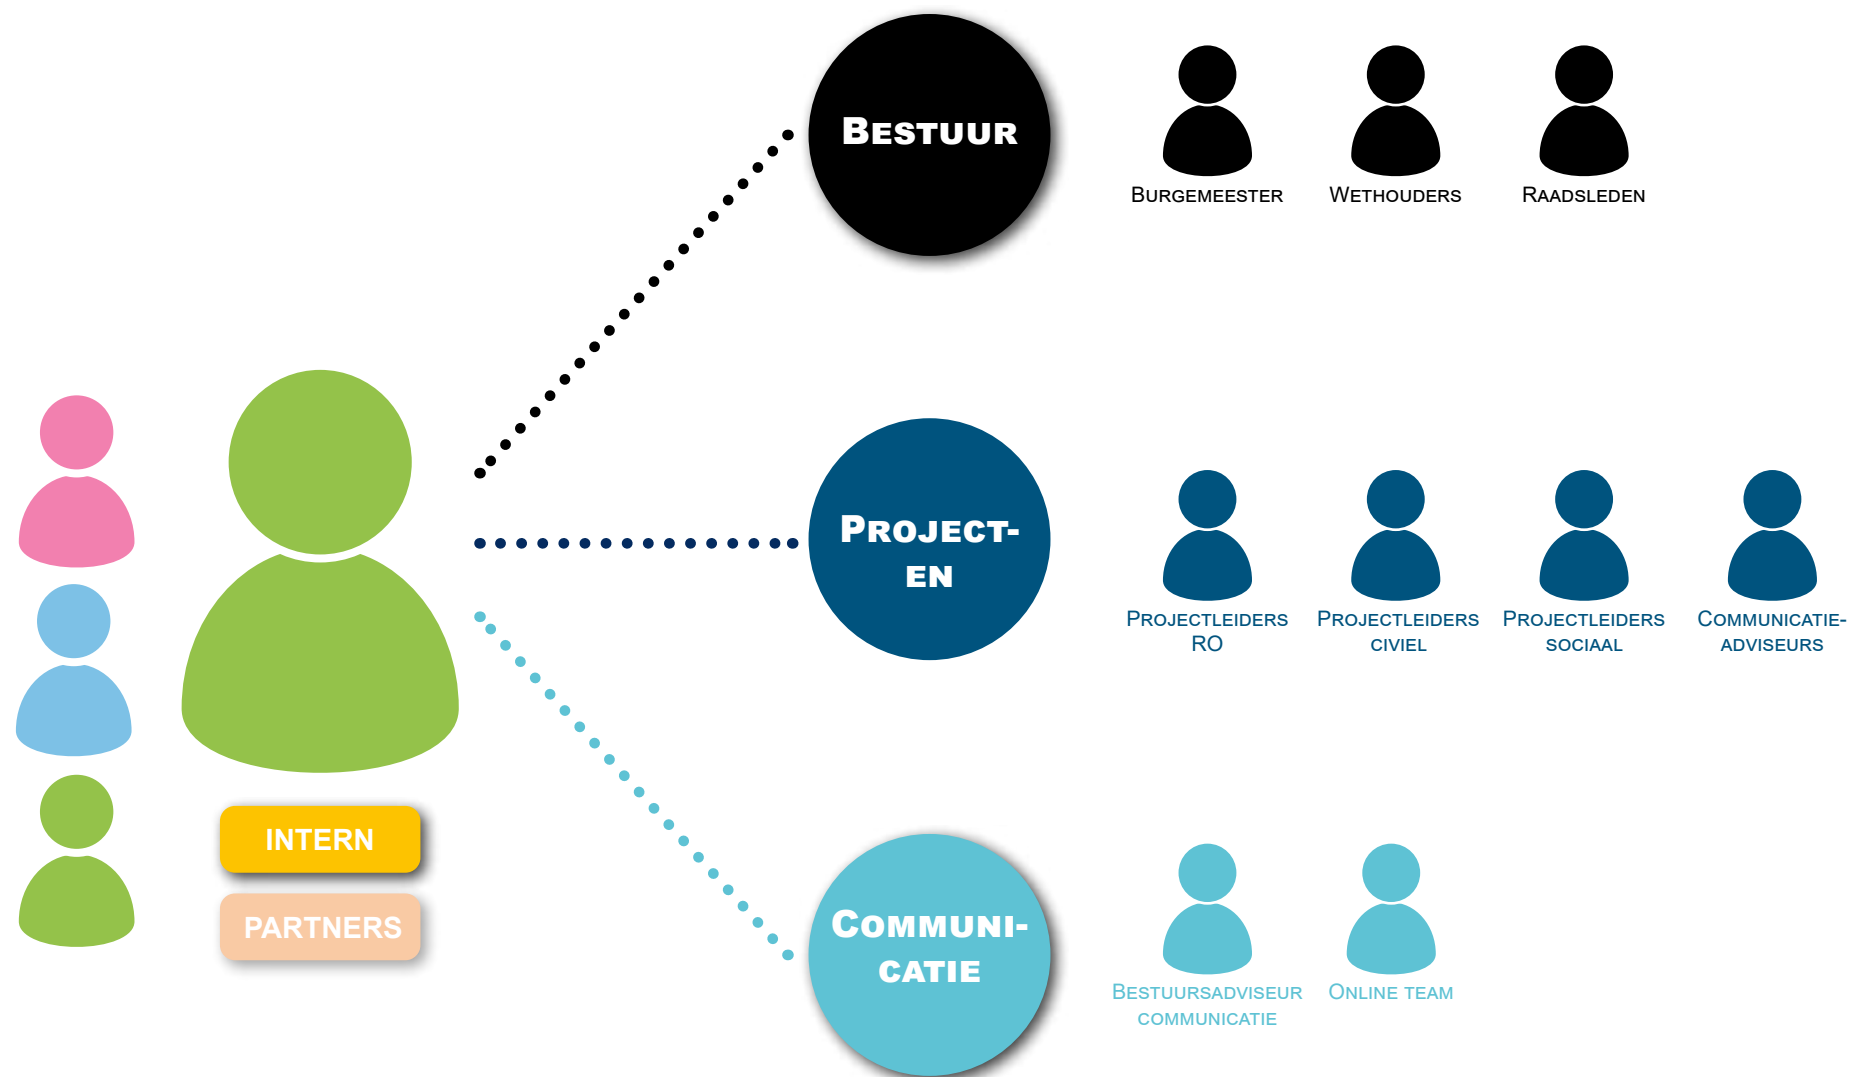 Bestuur
Burgemeester
Wethouders
Raadsleden
Project-
en
Projectleiders
RO
Projectleiders
civiel
Projectleiders
sociaal
Communicatie-
adviseurs
INTERN
PARTNERS
Communi-
catie
Bestuursadviseur
communicatie
Online team